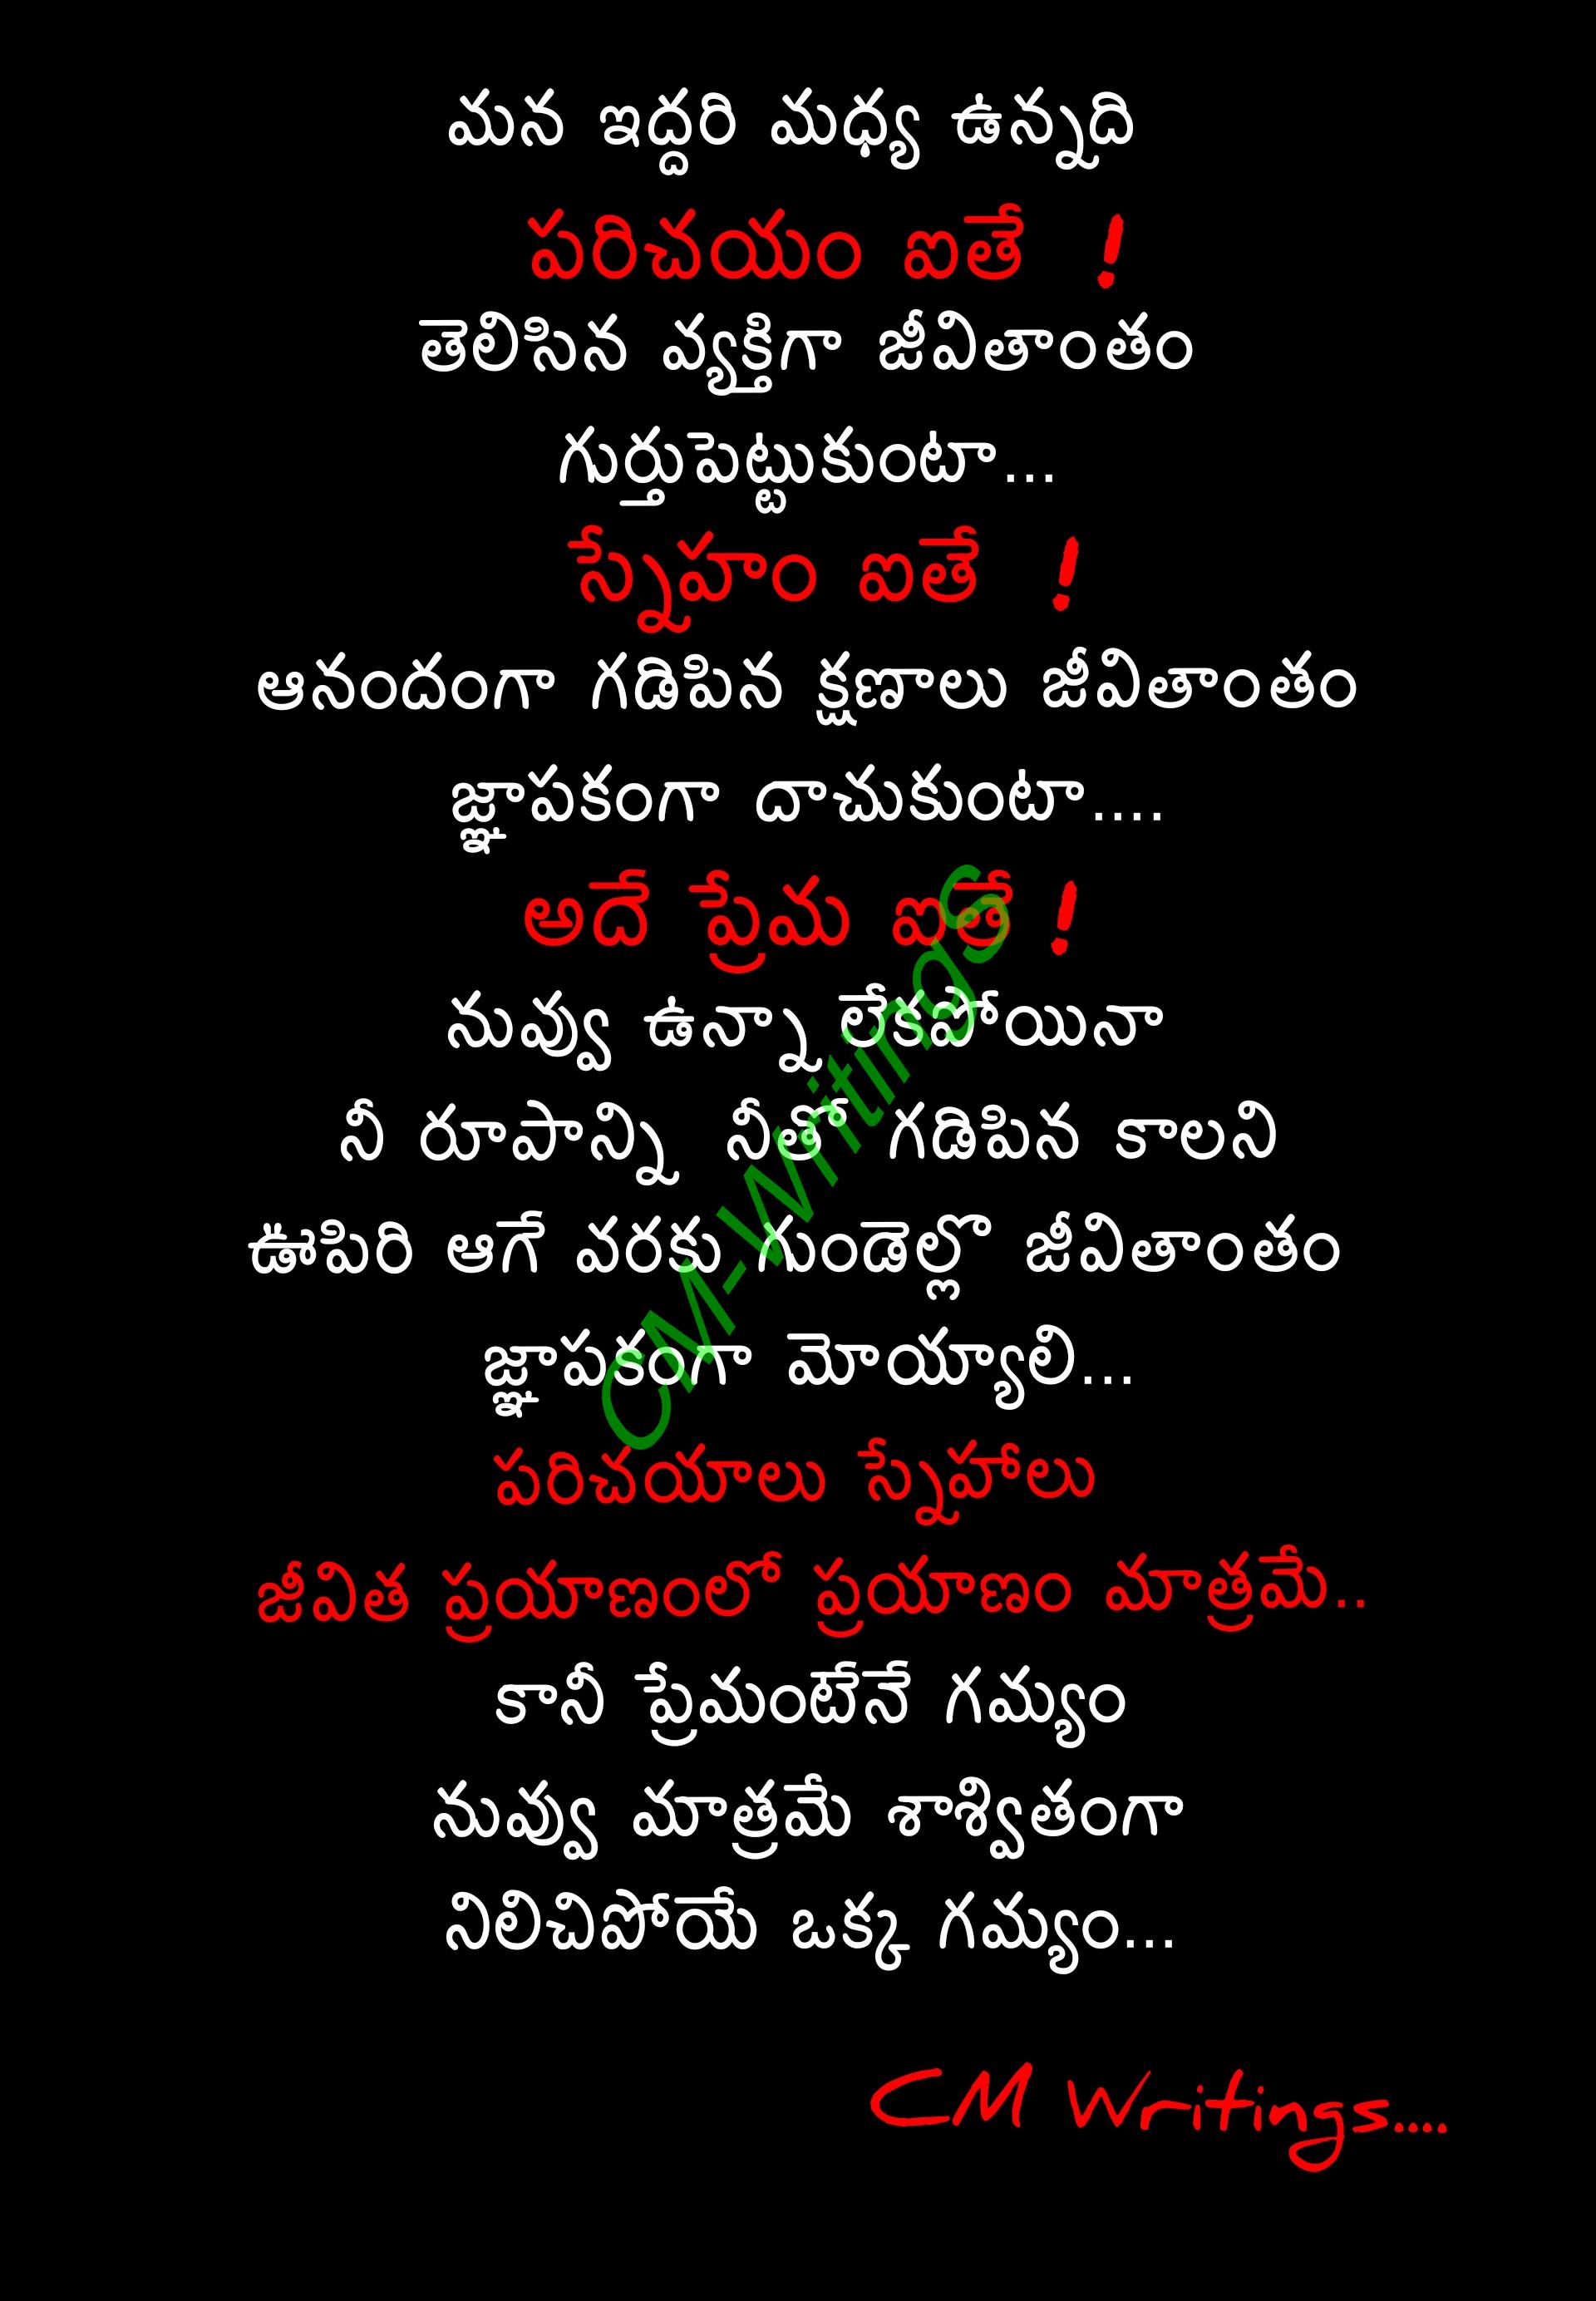 మన ఇద్దరి మధ్య ఉన్నది
పరిచయం ఐతే !
తెలిసిన వ్యక్తిగా జీవితాంతం
గుర్తుపెట్టుకుంటా...
స్నేహం ఐతే !
ఆనందంగా గడిపిన క్షణాలు జీవితాంతం
జ్ఞాపకంగా దాచుకుంటా....
అదే ప్రేమ ఐతే !
నువ్వు ఉన్నా లేకపోయినా
నీ రూపాన్ని నీతో గడిపిన కాలని
ఊపిరి ఆగే వరకు గుండెల్లొ జీవితాంతం
జ్ఞాపకంగా మోయ్యాలి...
పరిచయాలు స్నేహాలు
జీవిత ప్రయాణంలో ప్రయాణం మాత్రమే..
కానీ ప్రేమంటేనే గమ్యం
నువ్వు మాత్రమే శాశ్వితంగా
నిలిచిపోయే ఒక్క గమ్యం...
CM Writings....
CM-WritingS